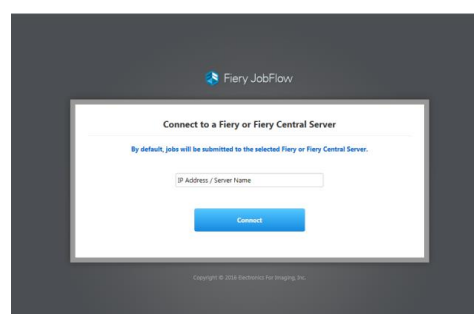 Fiery JobFlow
Connect to a Fiery or Fiery Central Server
By default, jobs will be submitted to the selected Fiery or Fiery Central Server.
IP Address / Server Name
Connect
Copyright © 2016 Electronics For Imaging, Inc.